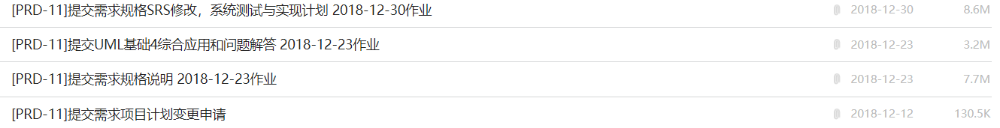 [PRD-11]提交需求规格SRS修改，系统测试与实现计划 2018-12-30作业 2018-12-30 8.6M
[PRD-11]提交UML基础4综合应用和问题解答 2018-12-23作业 2018-12-23 3.2M
[PRD-11]提交需求规格说明 2018-12-23作业 2018-12-23 7.7M
[PRD-11]提交需求项目计划变更申请 2018-12-12 130.5K